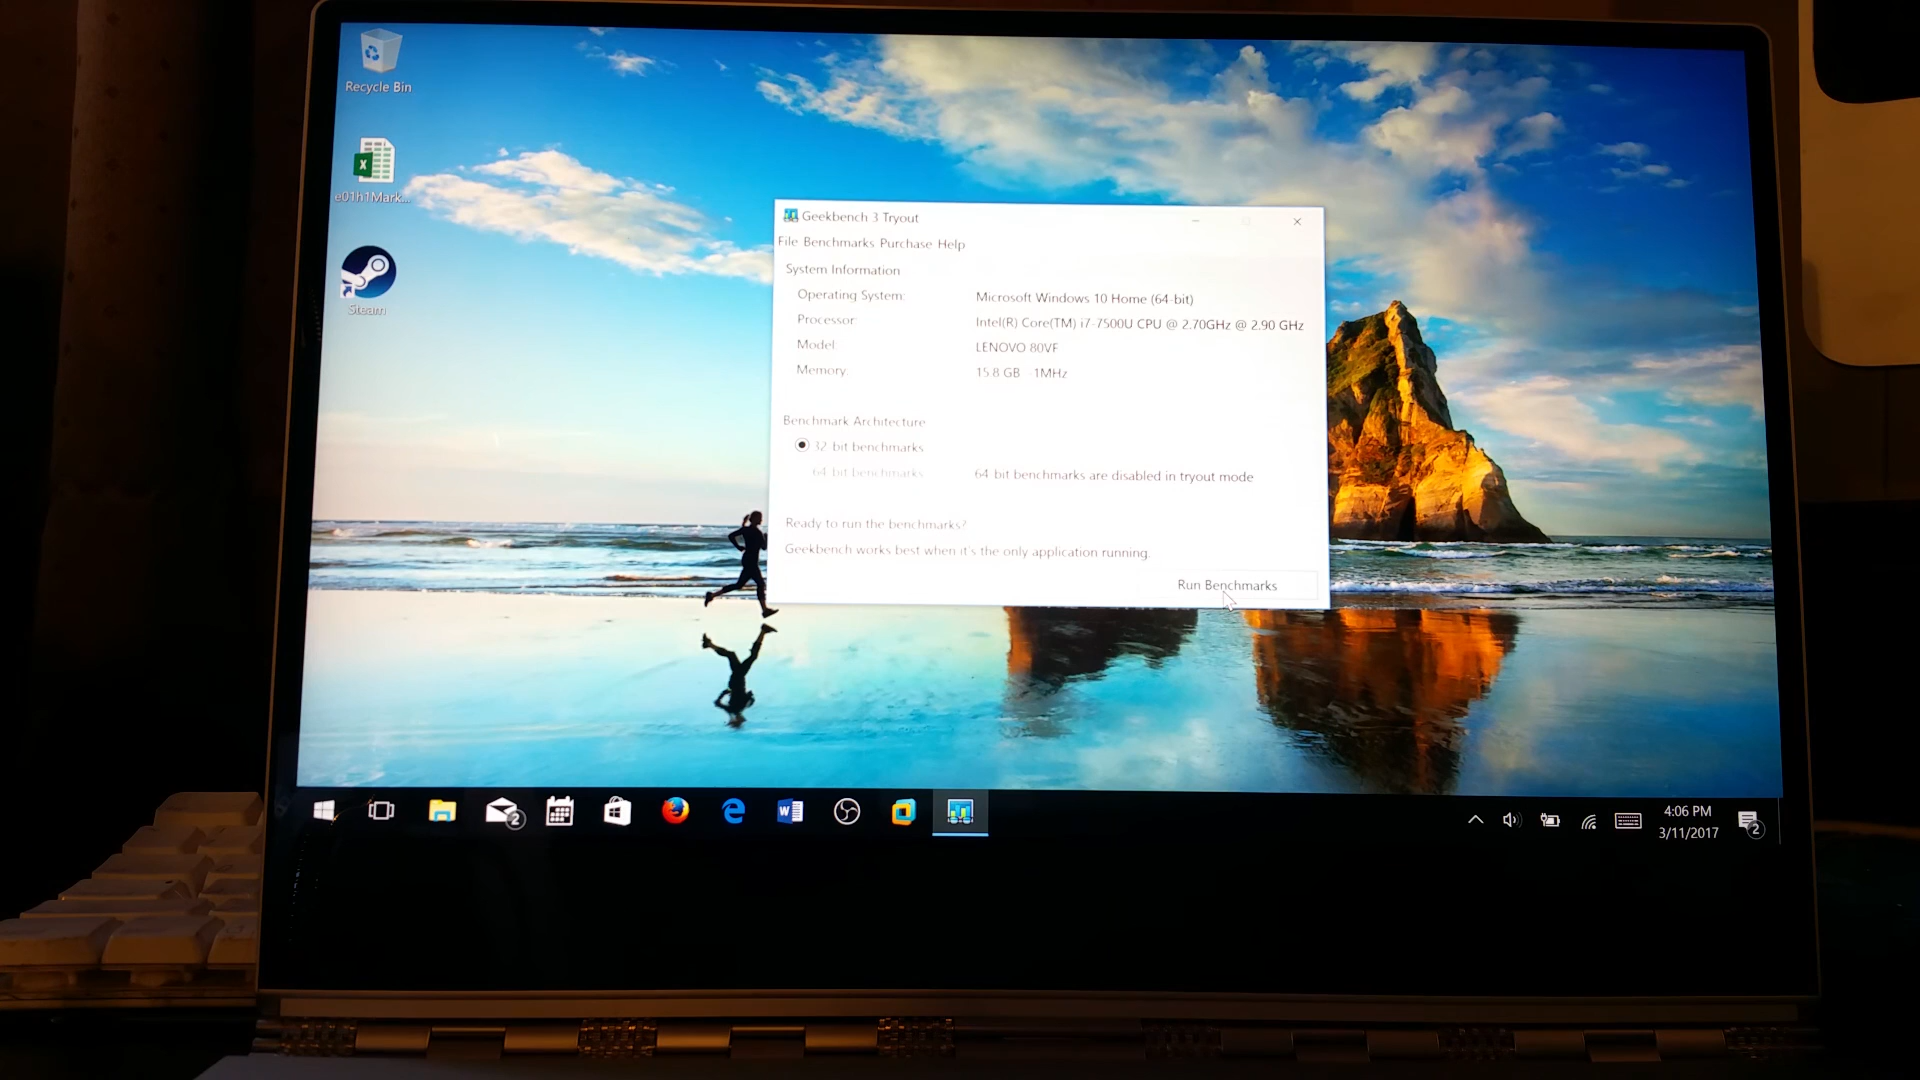 Recycle Bin
e01h1Mark...
Steam
Geekbench 3 Tryout
File Benchmarks Purchase Help
System Information
Operating System: Microsoft Windows 10 Home (64-bit)
Processor: Intel(R) Core(TM) i7-7500U CPU @ 2.70GHz @ 2.90 GHz
Model: LENOVO 80VF
Memory: 15.8 GB -1MHz
Benchmark Architecture
32-bit benchmarks
64-bit benchmarks 64-bit benchmarks are disabled in tryout mode
Ready to run the benchmarks?
Geekbench works best when it's the only application running.
Run Benchmarks
2
4:06 PM
3/11/2017
2